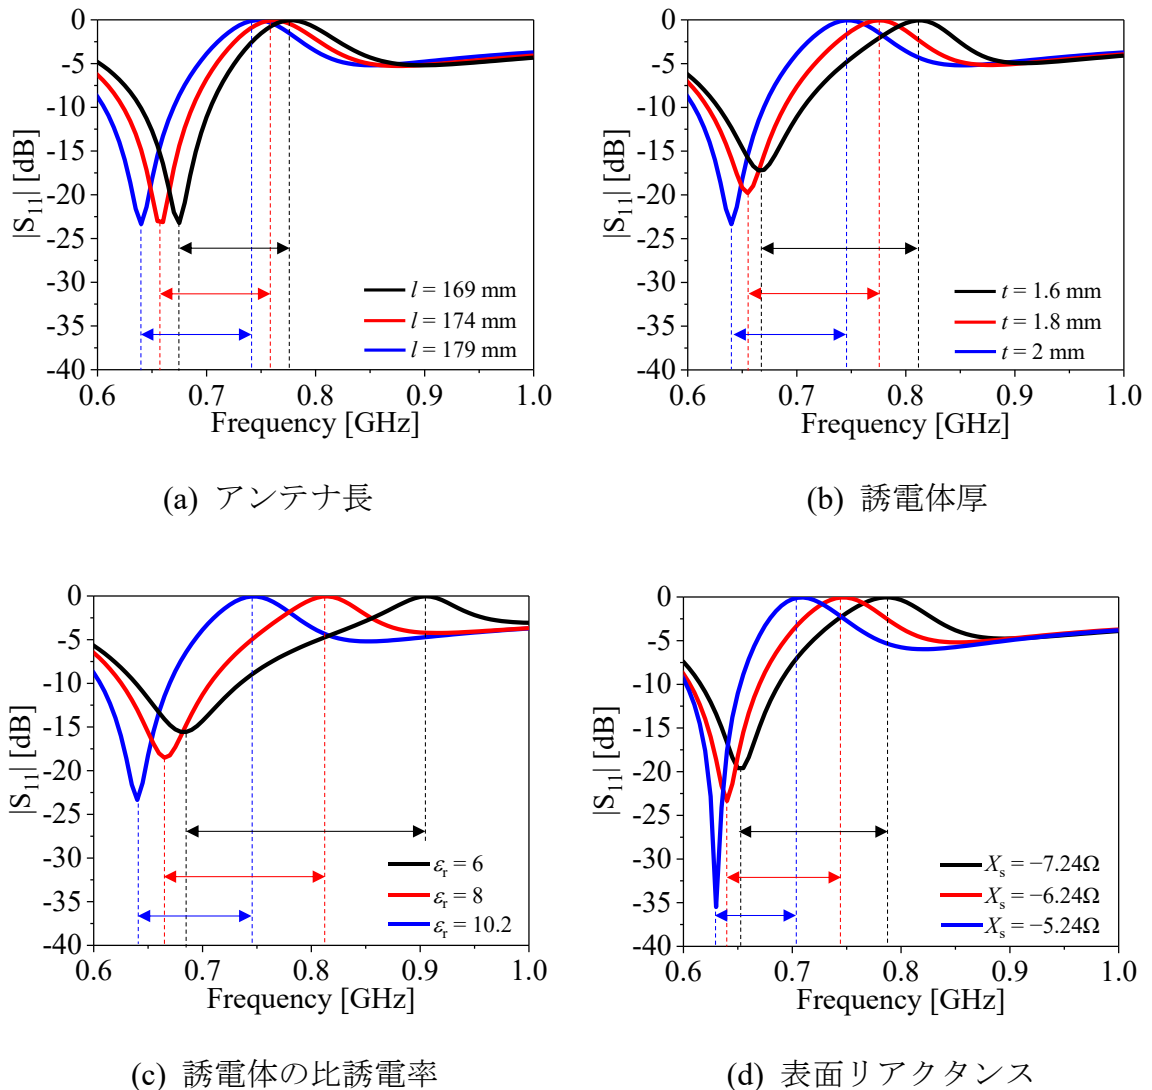 0
-5
-10
-15
-20
-25
-30
-35
-40
|S₁₁| [dB]
l = 169 mm
l = 174 mm
l = 179 mm
0.6 0.7 0.8 0.9 1.0
Frequency [GHz]
(a) アンテナ長
0
-5
-10
-15
-20
-25
-30
-35
-40
|S₁₁| [dB]
t = 1.6 mm
t = 1.8 mm
t = 2 mm
0.6 0.7 0.8 0.9 1.0
Frequency [GHz]
(b) 誘電体厚
0
-5
-10
-15
-20
-25
-30
-35
-40
|S₁₁| [dB]
εᵣ = 6
εᵣ = 8
εᵣ = 10.2
0.6 0.7 0.8 0.9 1.0
Frequency [GHz]
(c) 誘電体の比誘電率
0
-5
-10
-15
-20
-25
-30
-35
-40
|S₁₁| [dB]
Xₛ = −7.24Ω
Xₛ = −6.24Ω
Xₛ = −5.24Ω
0.6 0.7 0.8 0.9 1.0
Frequency [GHz]
(d) 表面リアクタンス